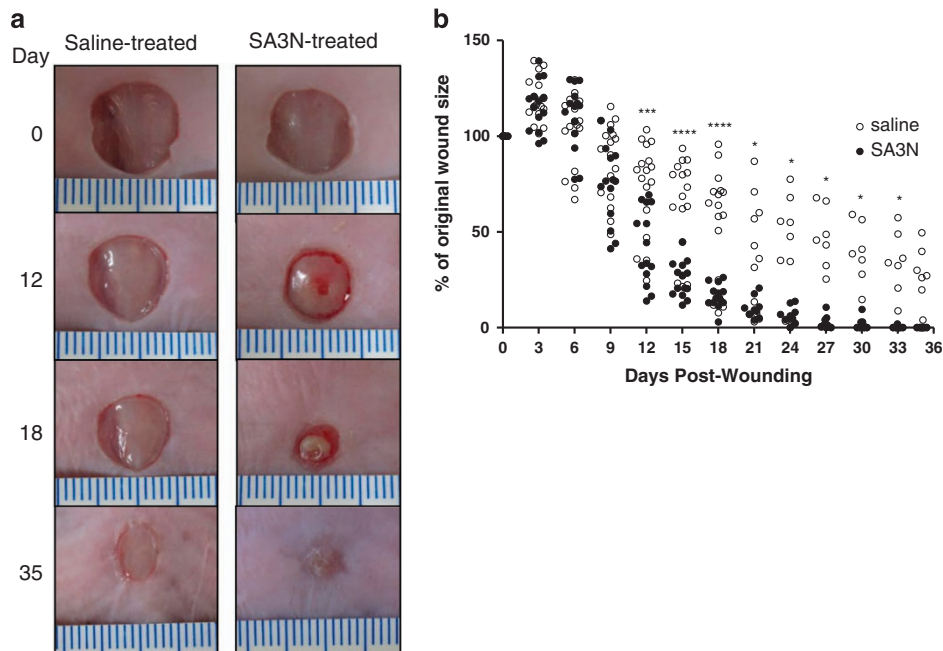 a
Saline-treated
SA3N-treated
Day
0
12
18
35
b
% of original wound size
150
100
50
0
***
****
****
*
*
*
*
*
saline
SA3N
0 3 6 9 12 15 18 21 24 27 30 33 36
Days Post-Wounding